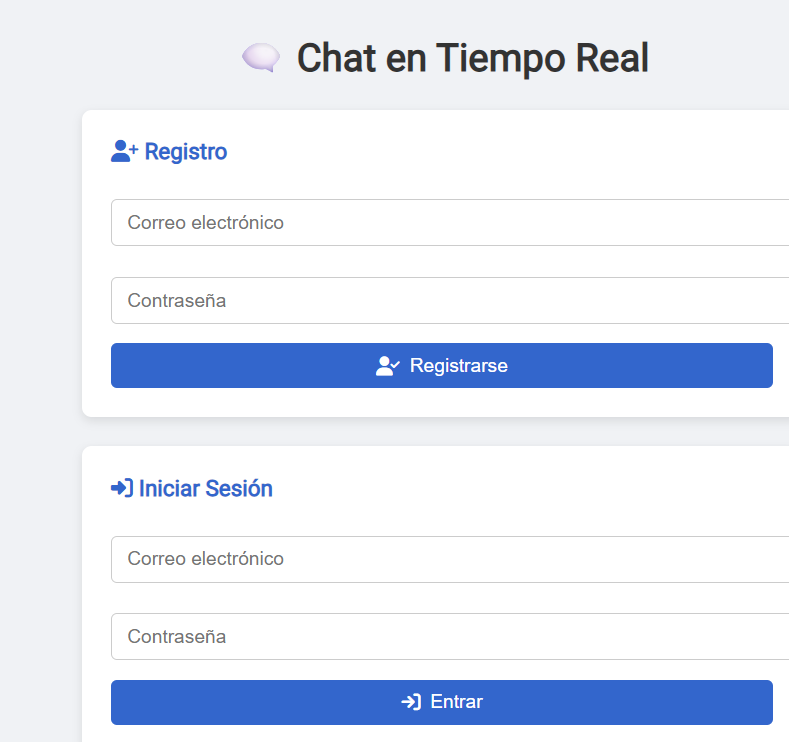 Chat en Tiempo Real
Registro
Correo electrónico
Contraseña
Registrarse
Iniciar Sesión
Correo electrónico
Contraseña
Entrar